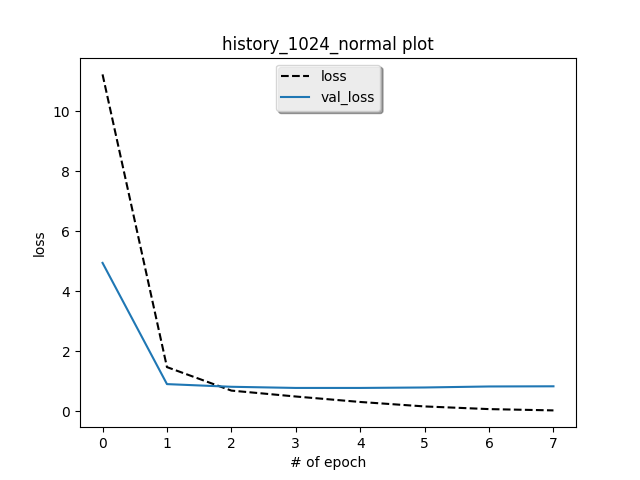 history_1024_normal plot
loss
val_loss
10
8
6
4
2
0
loss
0 1 2 3 4 5 6 7
# of epoch